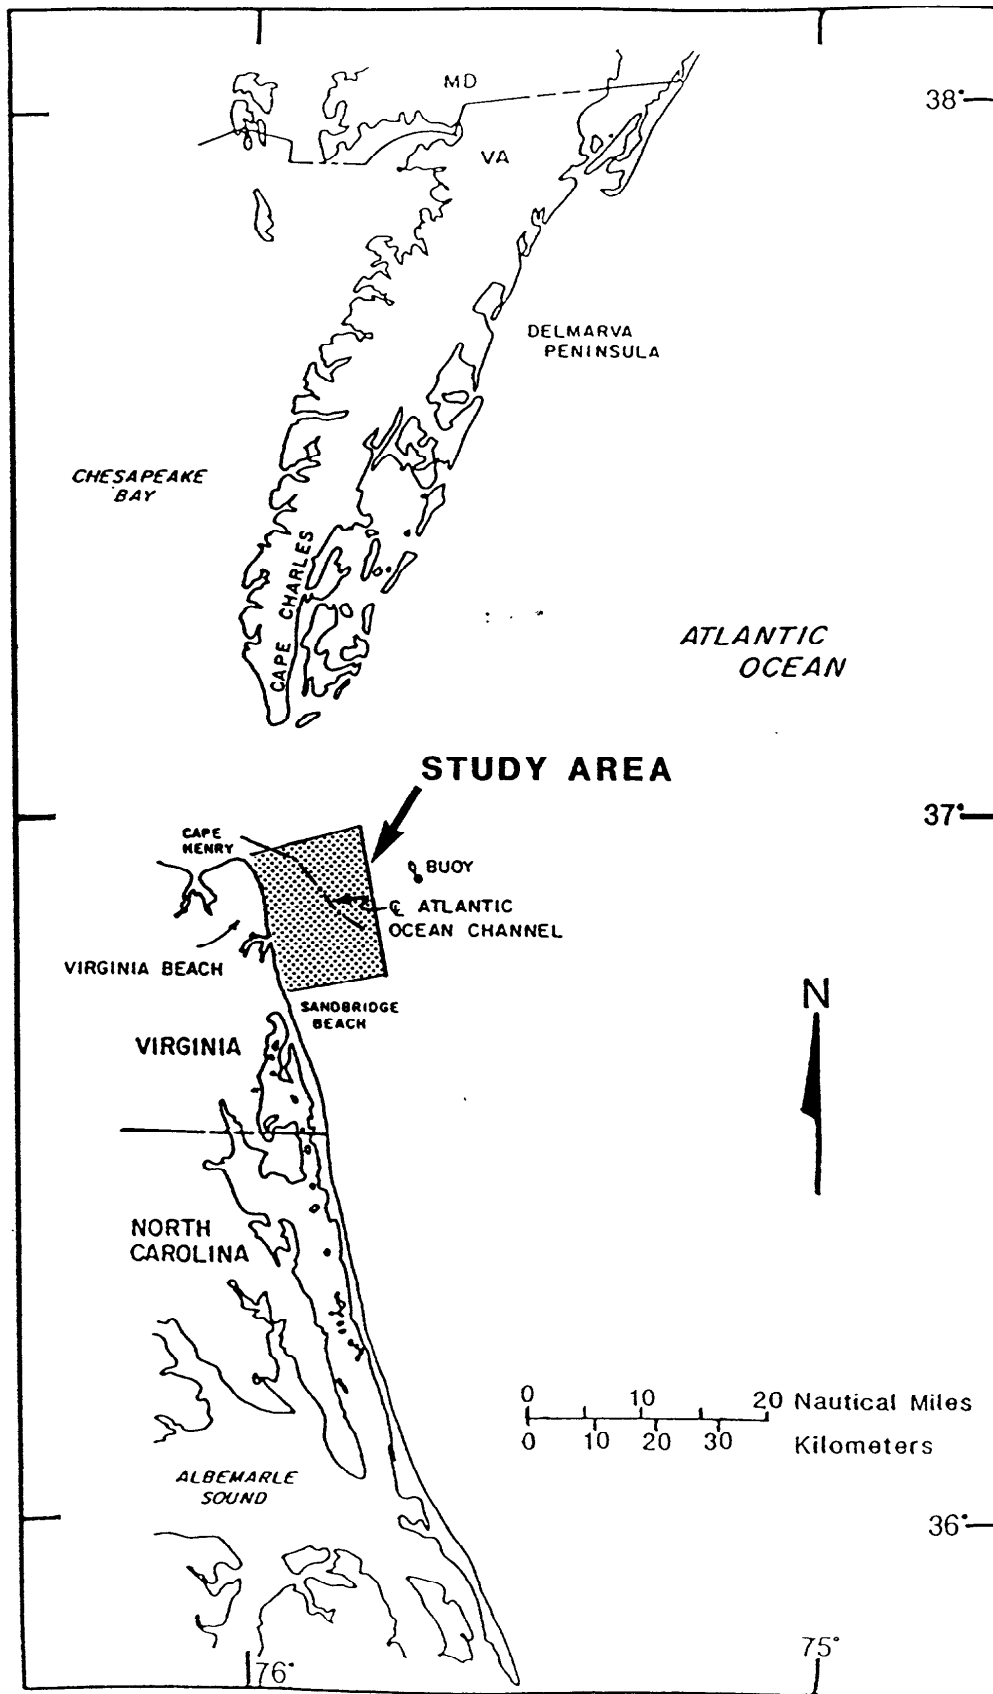 MD
38°
VA
DELMARVA
PENINSULA
CHESAPEAKE
BAY
CAPE CHARLES
ATLANTIC
OCEAN
STUDY AREA
37°
CAPE
HENRY
BUOY
℄ ATLANTIC
OCEAN CHANNEL
VIRGINIA BEACH
SANDBRIDGE
BEACH
N
VIRGINIA
NORTH
CAROLINA
0 10 20 Nautical Miles
0 10 20 30 Kilometers
ALBEMARLE
SOUND
36°
76°
75°